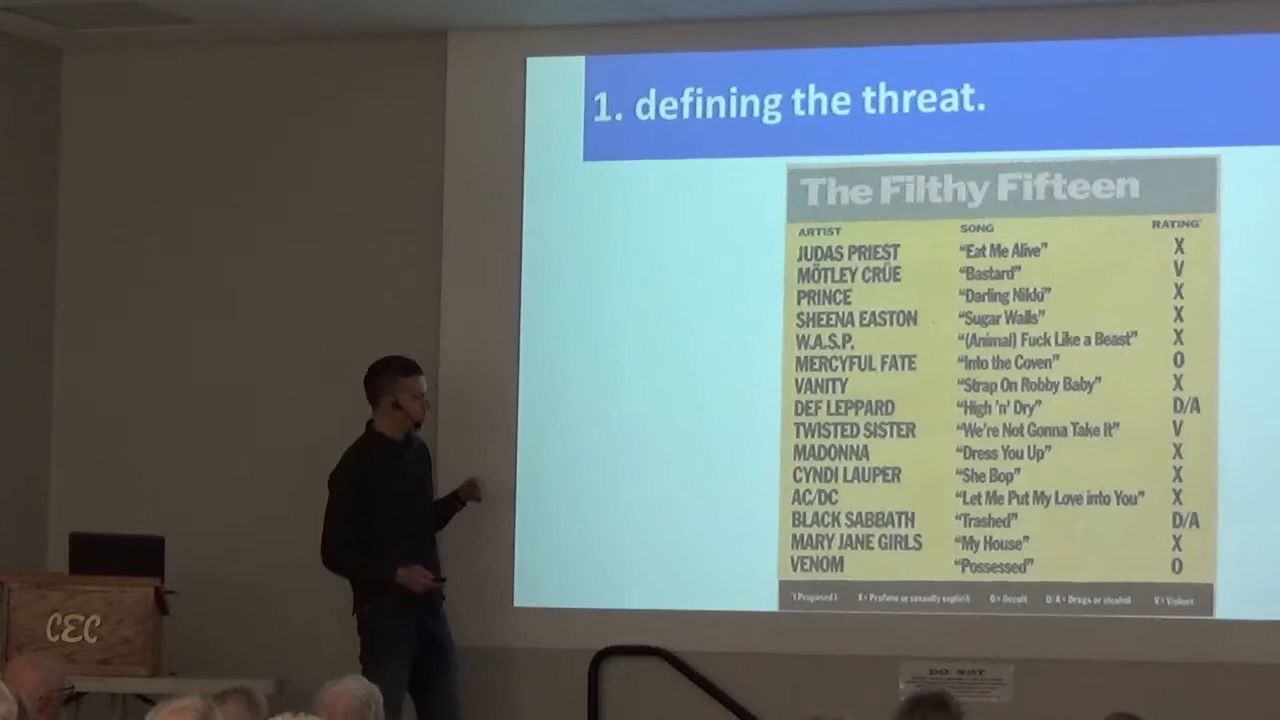 1. defining the threat.
The Filthy Fifteen
ARTIST SONG RATING*
JUDAS PRIEST “Eat Me Alive” X
MÖTLEY CRÜE “Bastard” V
PRINCE “Darling Nikki” X
SHEENA EASTON “Sugar Walls” X
W.A.S.P. “(Animal) Fuck Like a Beast” X
MERCYFUL FATE “Into the Coven” O
VANITY “Strap On Robby Baby” X
DEF LEPPARD “High 'n' Dry” D/A
TWISTED SISTER “We're Not Gonna Take It” V
MADONNA “Dress You Up” X
CYNDI LAUPER “She Bop” X
AC/DC “Let Me Put My Love into You” X
BLACK SABBATH “Trashed” D/A
MARY JANE GIRLS “My House” X
VENOM “Possessed” O
*(Proposed) X= Profane or sexually explicit O= Occult D/A= Drugs or alcohol V= Violent
CEC
DO NOT